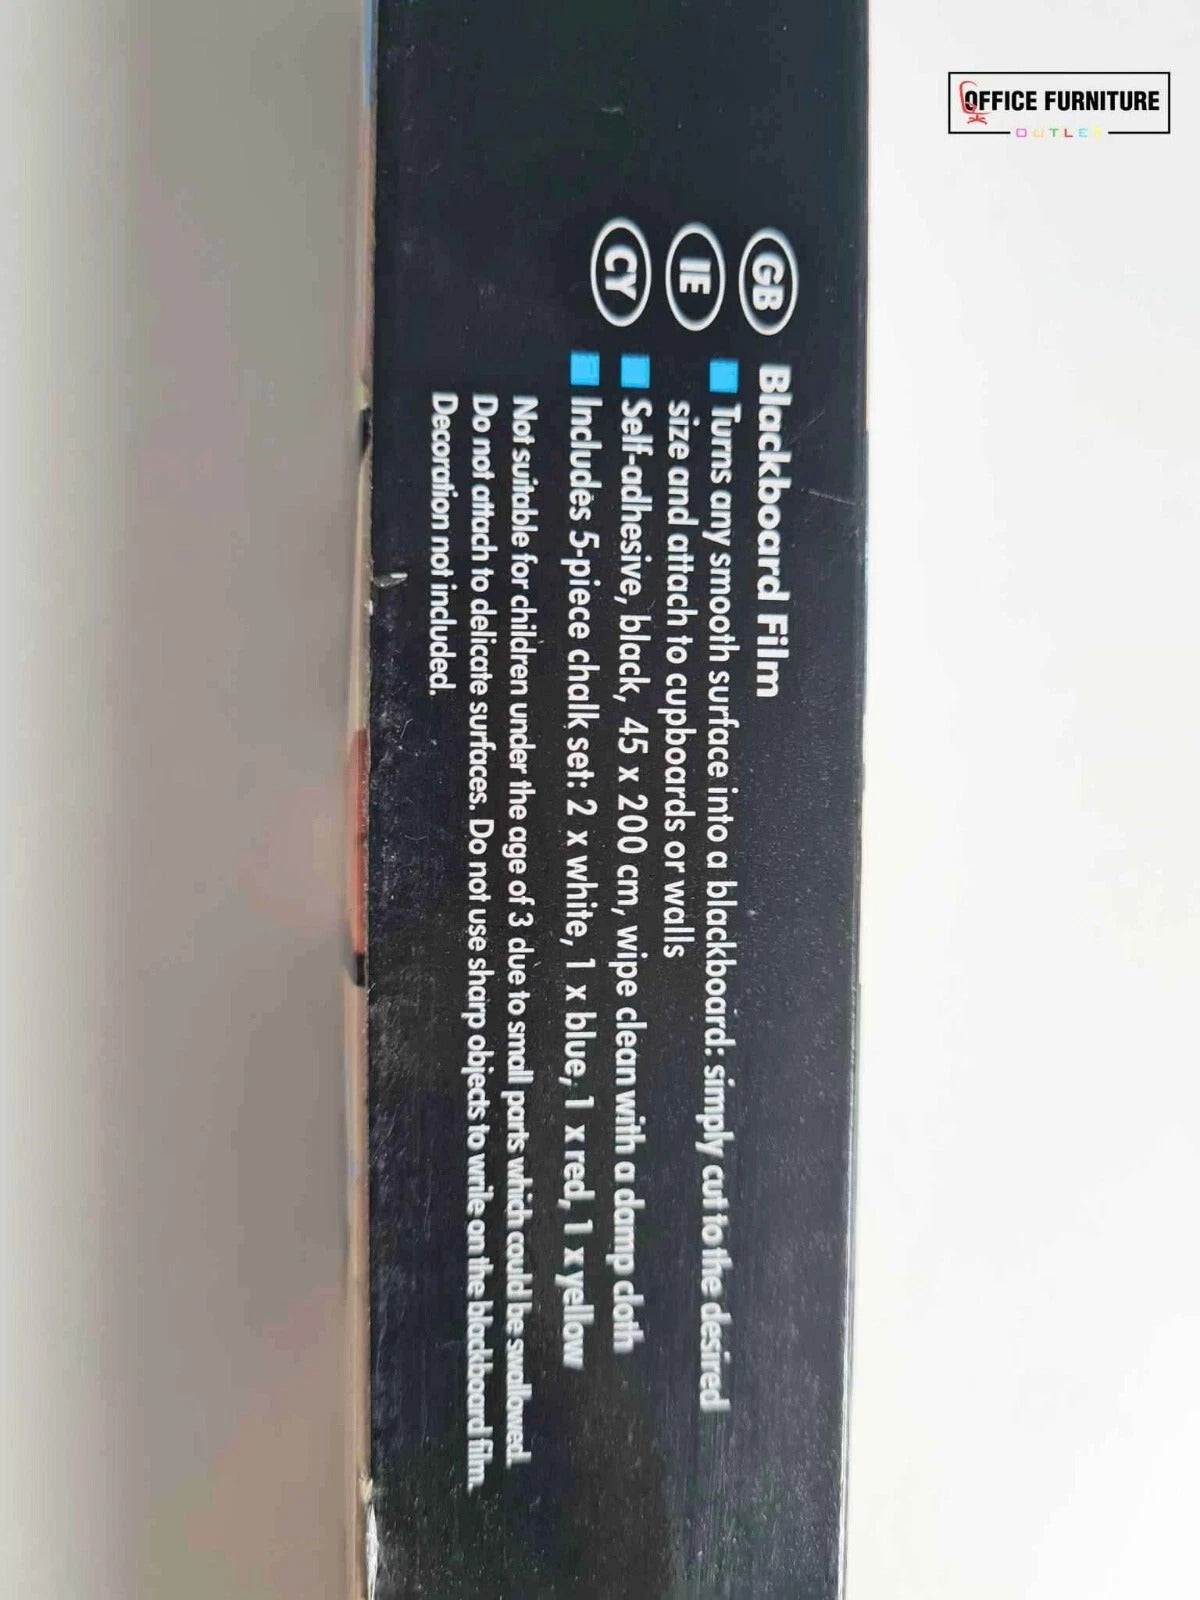 OFFICE FURNITURE
OUTLET
GB
IE
CY
Blackboard Film
Turns any smooth surface into a blackboard: simply cut to the desired
size and attach to cupboards or walls
Self-adhesive, black, 45 x 200 cm, wipe clean with a damp cloth
Includes 5-piece chalk set: 2 x white, 1 x blue, 1 x red, 1 x yellow
Not suitable for children under the age of 3 due to small parts which could be swallowed.
Do not attach to delicate surfaces. Do not use sharp objects to write on the blackboard film.
Decoration not included.